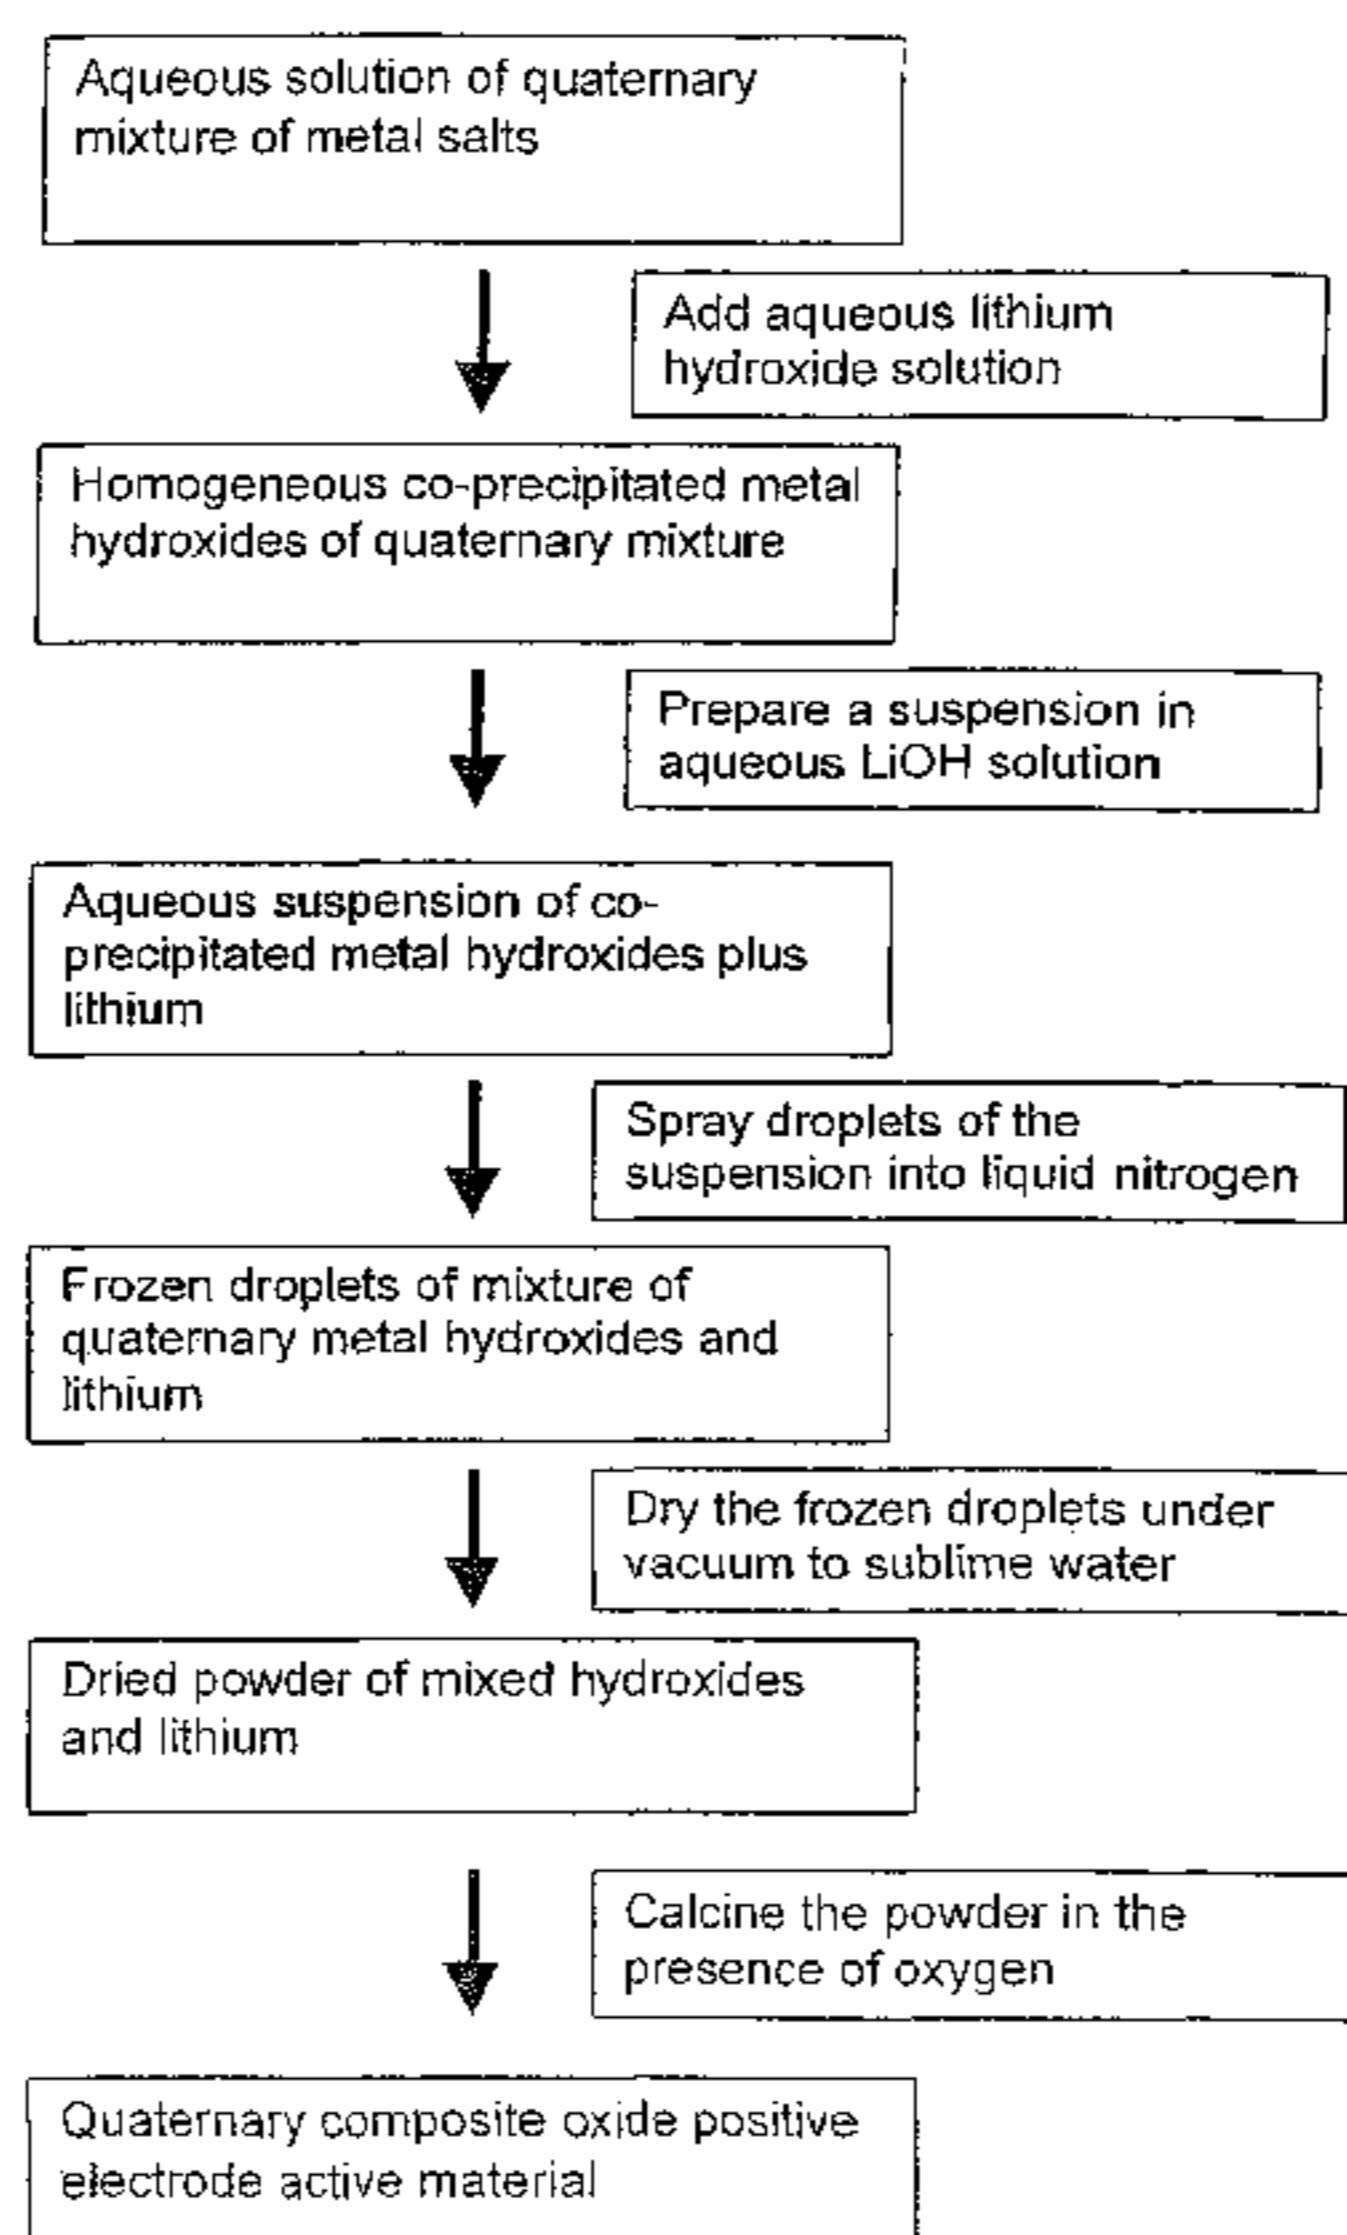 Aqueous solution of quaternary
mixture of metal salts
Add aqueous lithium
hydroxide solution
Homogeneous co-precipitated metal
hydroxides of quaternary mixture
Prepare a suspension in
aqueous LiOH solution
Aqueous suspension of co-
precipitated metal hydroxides plus
lithium
Spray droplets of the
suspension into liquid nitrogen
Frozen droplets of mixture of
quaternary metal hydroxides and
lithium
Dry the frozen droplets under
vacuum to sublime water
Dried powder of mixed hydroxides
and lithium
Calcine the powder in the
presence of oxygen
Quaternary composite oxide positive
electrode active material